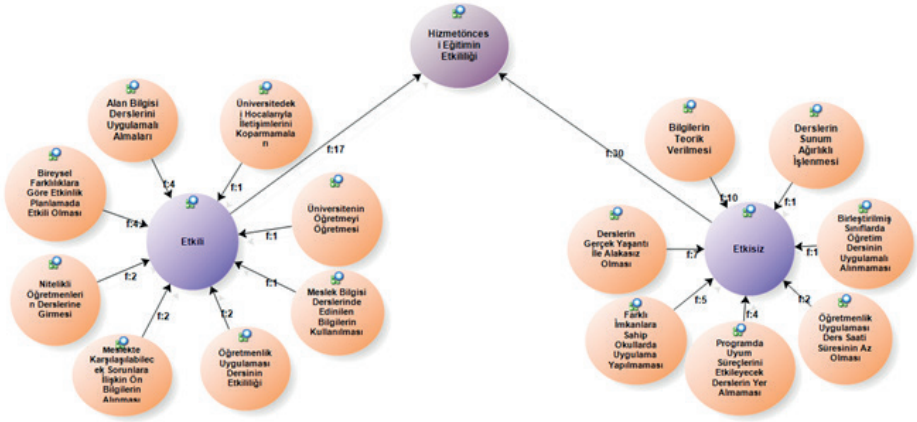 Hizmetönces
i Eğitimin
Etkililiği
Alan Bilgisi
Derslerini
Uygulamalı
Almaları
Üniversitedek
i Hocalarıyla
İletişimlerini
Koparmamala
rı
Bireysel
Farklılıklara
Göre Etkinlik
Planlamada
Etkili Olması
Üniversitenin
Öğretmeyi
Öğretmesi
Nitelikli
Öğretmenleri
n Derslerine
Girmesi
Meslekte
Karşılaşılabilec
ek Sorunlara
İlişkin Ön
Bilgilerin
Alınması
Öğretmenlik
Uygulaması
Dersinin
Etkililiği
Meslek Bilgisi
Derslerinde
Edinilen
Bilgilerin
Kullanılması
Etkili
f:17
f:4
f:1
f:4
f:1
f:2
f:1
f:2
f:2
Bilgilerin
Teorik
Verilmesi
Derslerin
Sunum
Ağırlıklı
İşlenmesi
Derslerin
Gerçek Yaşantı
İle Alakasız
Olması
Birleştirilmiş
Sınıflarda
Öğretim
Dersinin
Uygulamalı
Alınmaması
Farklı
İmkanlara
Sahip
Okullarda
Uygulama
Yapılmaması
Programda
Uyum
Süreçlerini
Etkileyecek
Derslerin Yer
Almaması
Öğretmenlik
Uygulaması
Ders Saati
Süresinin Az
Olması
Etkisiz
f:30
f:10
f:1
f:7
f:1
f:5
f:4
f:2